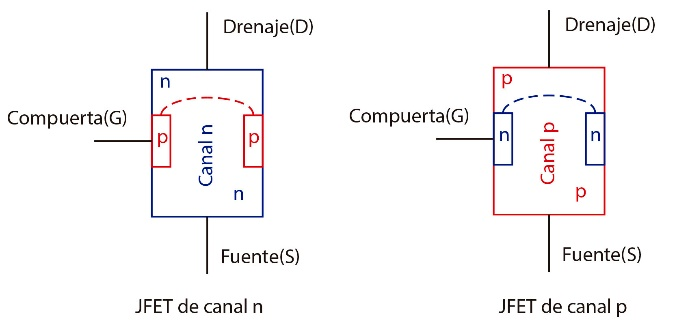 Drenaje(D)
n
Compuerta(G)
p
Canal n
p
n
Fuente(S)
JFET de canal n
Drenaje(D)
p
Compuerta(G)
n
Canal p
n
p
Fuente(S)
JFET de canal p